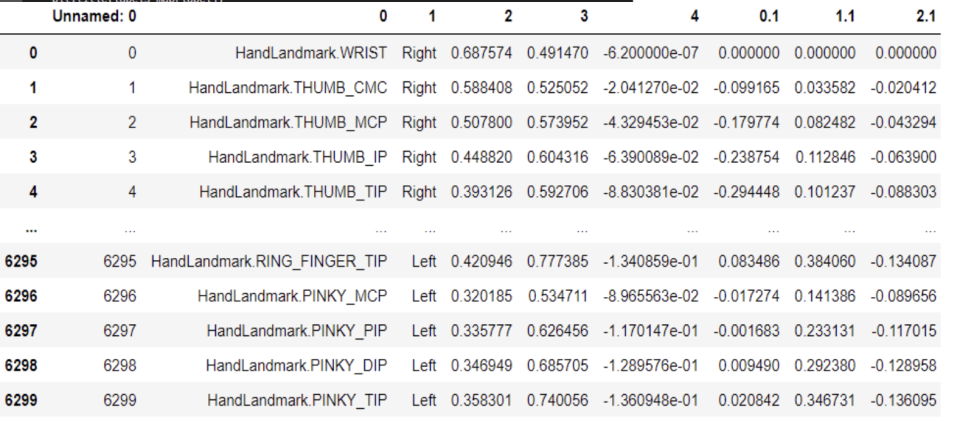 Unnamed: 0 0 1 2 3 4 0.1 1.1 2.1
0 0 HandLandmark.WRIST Right 0.687574 0.491470 -6.200000e-07 0.000000 0.000000 0.000000
1 1 HandLandmark.THUMB_CMC Right 0.588408 0.525052 -2.041270e-02 -0.099165 0.033582 -0.020412
2 2 HandLandmark.THUMB_MCP Right 0.507800 0.573952 -4.329453e-02 -0.179774 0.082482 -0.043294
3 3 HandLandmark.THUMB_IP Right 0.448820 0.604316 -6.390089e-02 -0.238754 0.112846 -0.063900
4 4 HandLandmark.THUMB_TIP Right 0.393126 0.592706 -8.830381e-02 -0.294448 0.101237 -0.088303
... ... ... ... ... ... ... ... ... ...
6295 6295 HandLandmark.RING_FINGER_TIP Left 0.420946 0.777385 -1.340859e-01 0.083486 0.384060 -0.134087
6296 6296 HandLandmark.PINKY_MCP Left 0.320185 0.534711 -8.965563e-02 -0.017274 0.141386 -0.089656
6297 6297 HandLandmark.PINKY_PIP Left 0.335777 0.626456 -1.170147e-01 -0.001683 0.233131 -0.117015
6298 6298 HandLandmark.PINKY_DIP Left 0.346949 0.685705 -1.289576e-01 0.009490 0.292380 -0.128958
6299 6299 HandLandmark.PINKY_TIP Left 0.358301 0.740056 -1.360948e-01 0.020842 0.346731 -0.136095